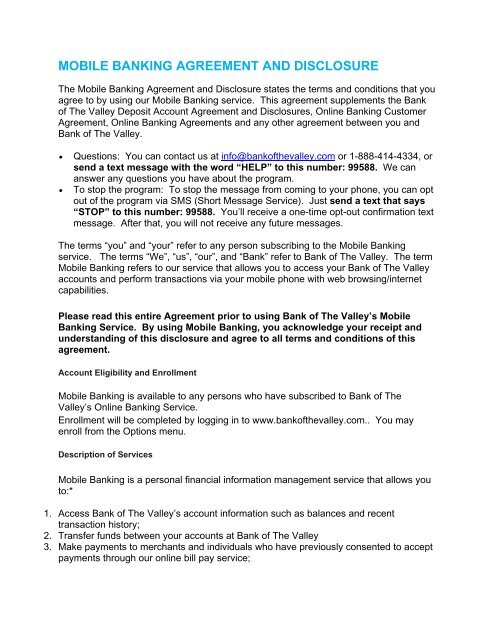 MOBILE BANKING AGREEMENT AND DISCLOSURE
The Mobile Banking Agreement and Disclosure states the terms and conditions that you
agree to by using our Mobile Banking service.  This agreement supplements the Bank
of The Valley Deposit Account Agreement and Disclosures, Online Banking Customer
Agreement, Online Banking Agreements and any other agreement between you and
Bank of The Valley.
• Questions:  You can contact us at info@bankofthevalley.com or 1-888-414-4334, or
send a text message with the word “HELP” to this number: 99588.  We can
answer any questions you have about the program.
• To stop the program:  To stop the message from coming to your phone, you can opt
out of the program via SMS (Short Message Service).  Just send a text that says
“STOP” to this number: 99588.  You’ll receive a one-time opt-out confirmation text
message.  After that, you will not receive any future messages.
The terms “you” and “your” refer to any person subscribing to the Mobile Banking
service.   The terms “We”, “us”, “our”, and “Bank” refer to Bank of The Valley.  The term
Mobile Banking refers to our service that allows you to access your Bank of The Valley
accounts and perform transactions via your mobile phone with web browsing/internet
capabilities.
Please read this entire Agreement prior to using Bank of The Valley’s Mobile
Banking Service.  By using Mobile Banking, you acknowledge your receipt and
understanding of this disclosure and agree to all terms and conditions of this
agreement.
Account Eligibility and Enrollment
Mobile Banking is available to any persons who have subscribed to Bank of The
Valley’s Online Banking Service.
Enrollment will be completed by logging in to www.bankofthevalley.com..  You may
enroll from the Options menu.
Description of Services
Mobile Banking is a personal financial information management service that allows you
to:*
1. Access Bank of The Valley’s account information such as balances and recent
transaction history;
2. Transfer funds between your accounts at Bank of The Valley
3. Make payments to merchants and individuals who have previously consented to accept
payments through our online bill pay service;